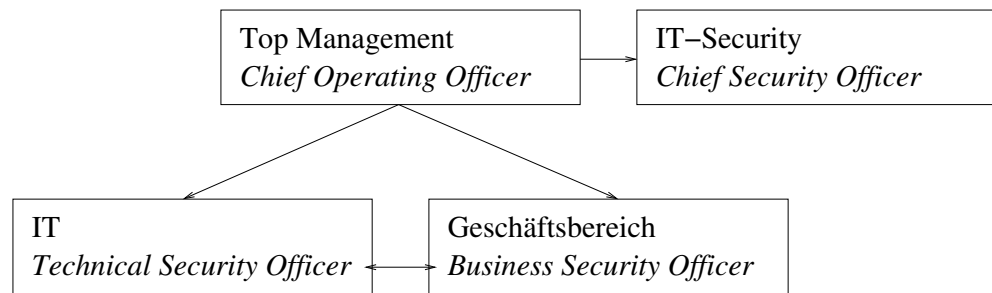 Top Management
Chief Operating Officer
IT−Security
Chief Security Officer
IT
Technical Security Officer
Geschäftsbereich
Business Security Officer